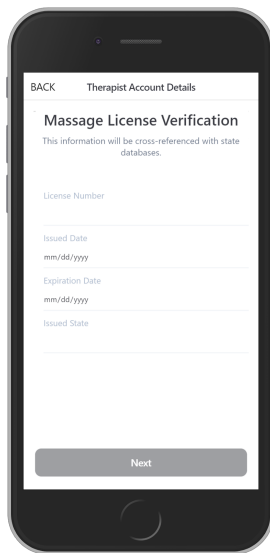 BACK Therapist Account Details
Massage License Verification
This information will be cross-referenced with state
databases.
License Number
Issued Date
mm/dd/yyyy
Expiration Date
mm/dd/yyyy
Issued State
Next